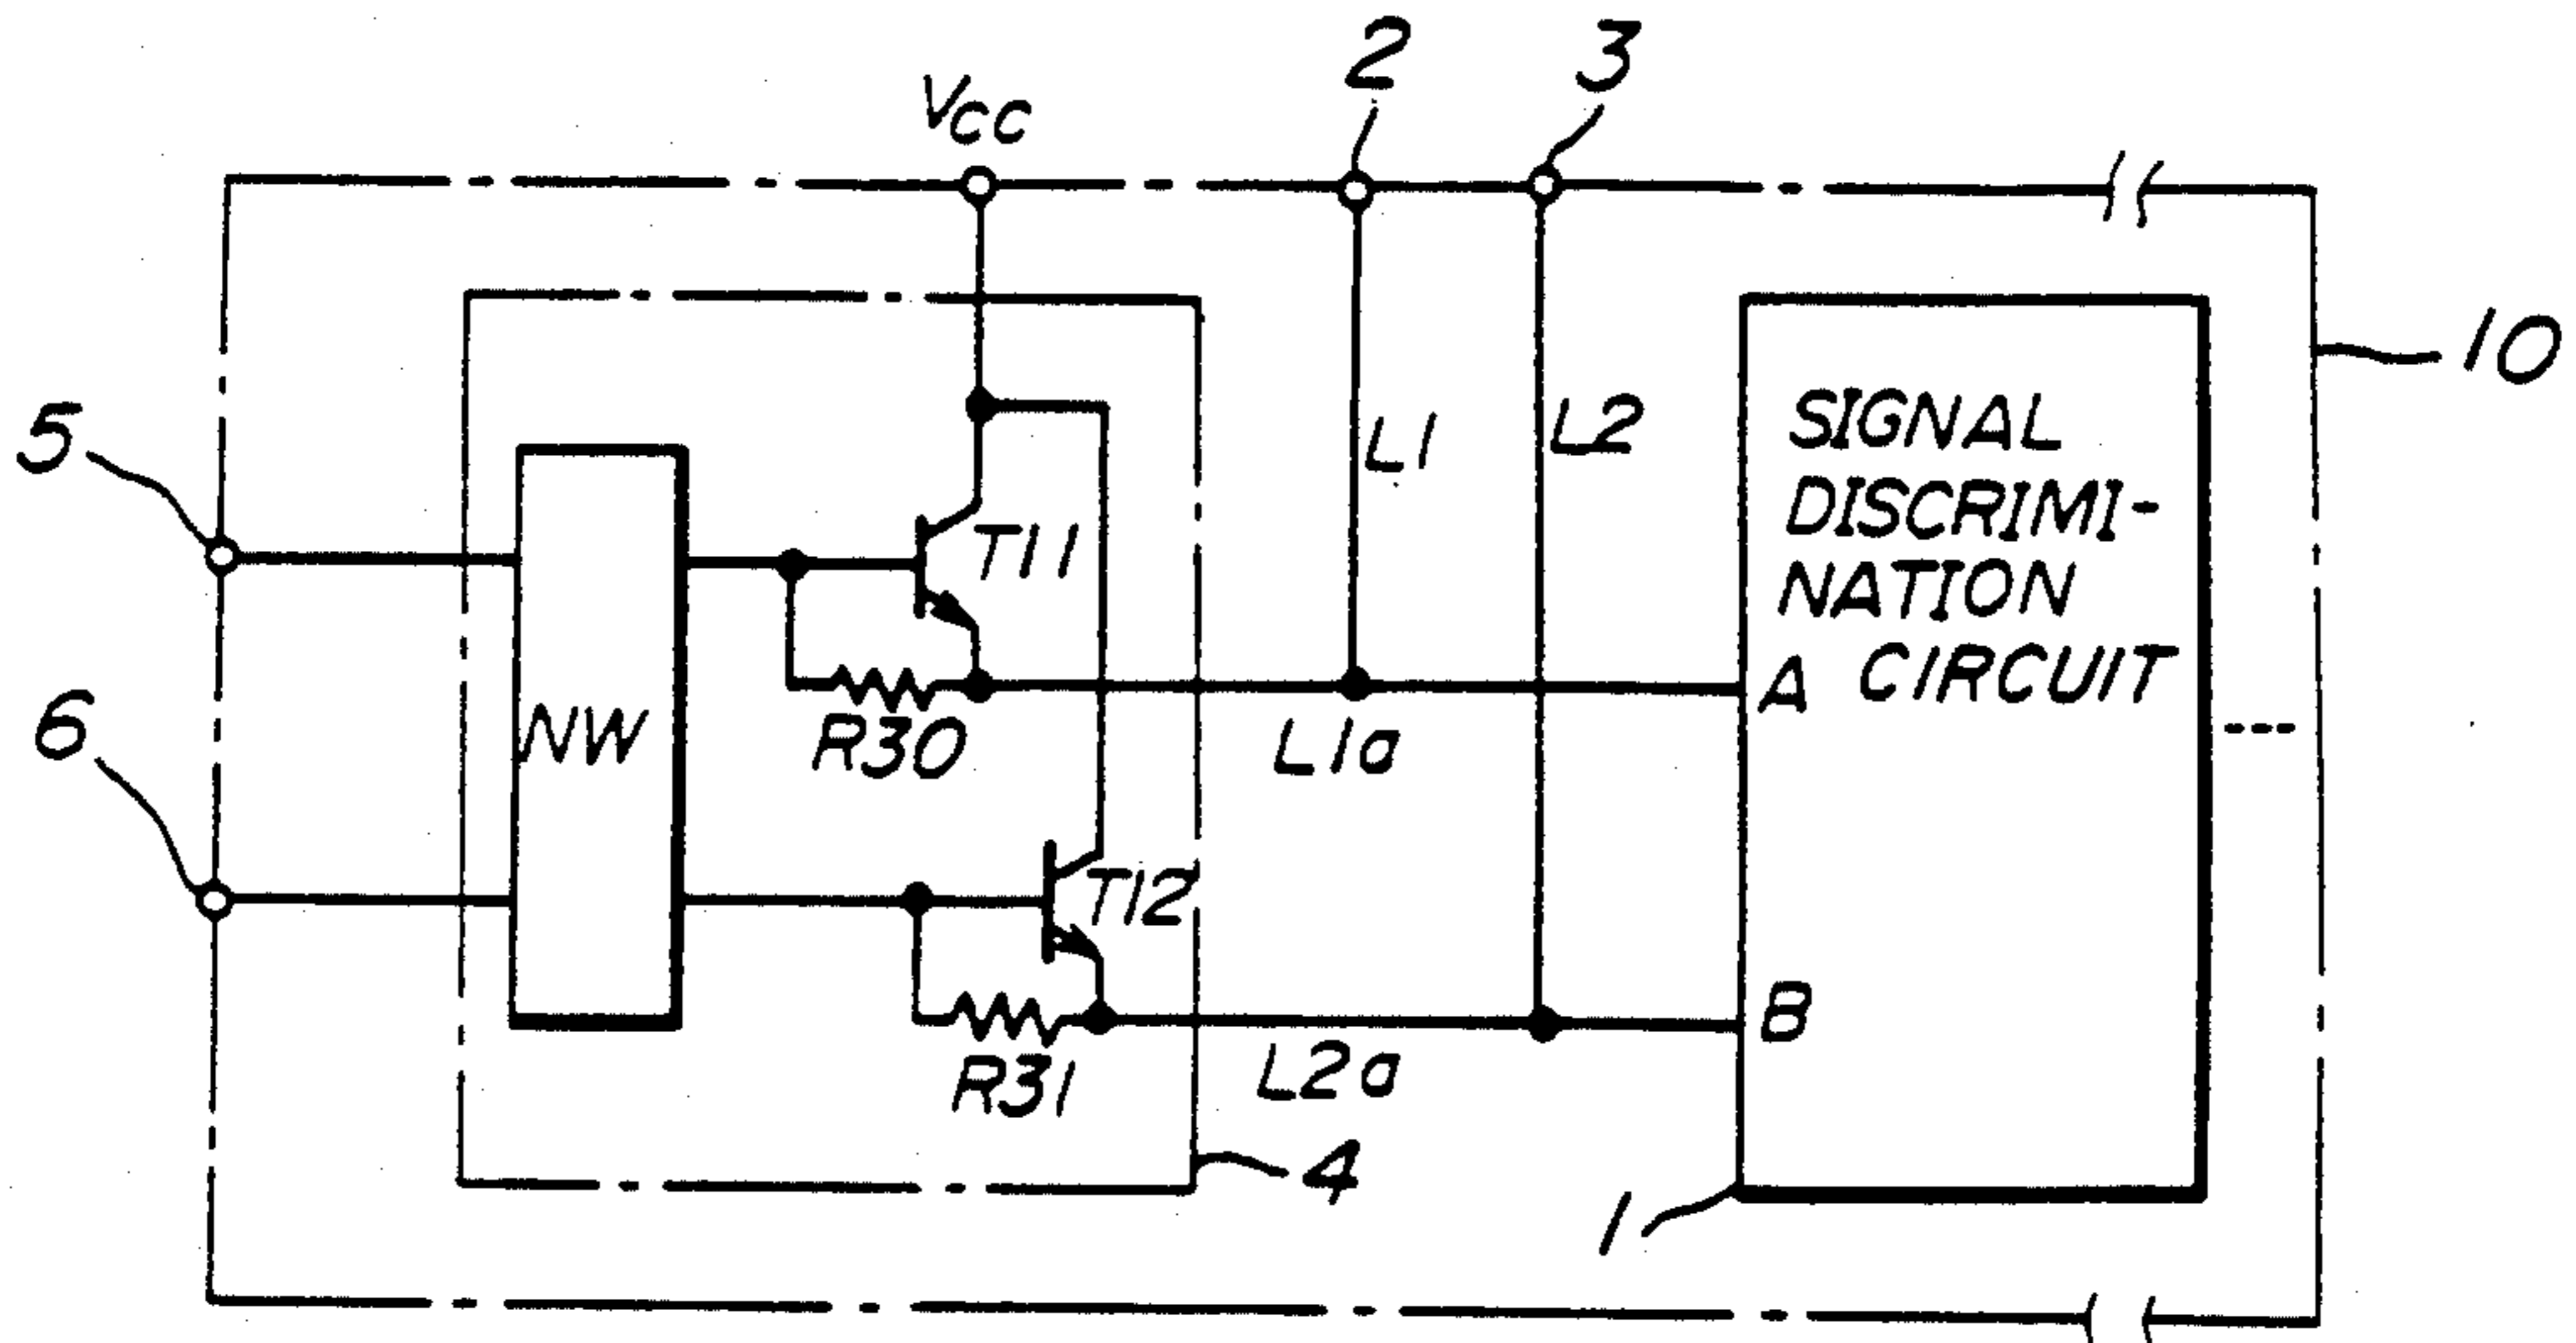 2
3
Vcc
10
L1
L2
SIGNAL
DISCRIMI-
NATION
CIRCUIT
5
T11
A
6
NW
R30
L1a
T12
B
R31
L2a
4
1